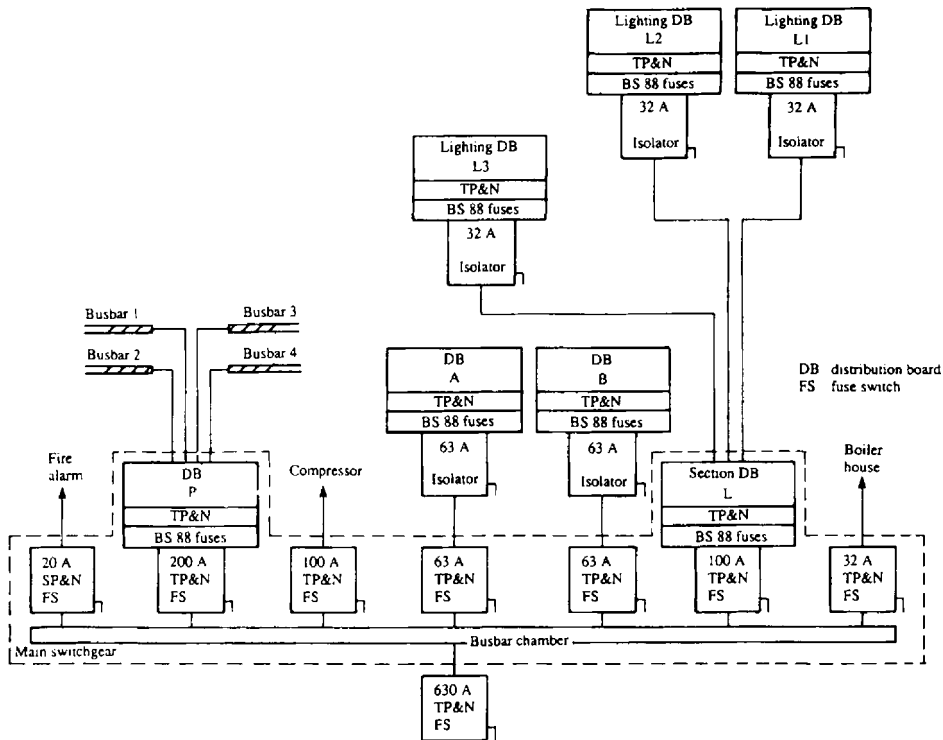 Lighting DB
L2
TP&N
BS 88 fuses
32 A
Isolator
Lighting DB
L1
TP&N
BS 88 fuses
32 A
Isolator
Lighting DB
L3
TP&N
BS 88 fuses
32 A
Isolator
Busbar 1
Busbar 3
Busbar 2
Busbar 4
DB
A
TP&N
BS 88 fuses
63 A
Isolator
DB
B
TP&N
BS 88 fuses
63 A
Isolator
DB distribution board
FS fuse switch
Fire
alarm
DB
P
TP&N
BS 88 fuses
Compressor
Section DB
L
TP&N
BS 88 fuses
Boiler
house
20 A
SP&N
FS
200 A
TP&N
FS
100 A
TP&N
FS
63 A
TP&N
FS
63 A
TP&N
FS
100 A
TP&N
FS
32 A
TP&N
FS
Busbar chamber
Main switchgear
630 A
TP&N
FS